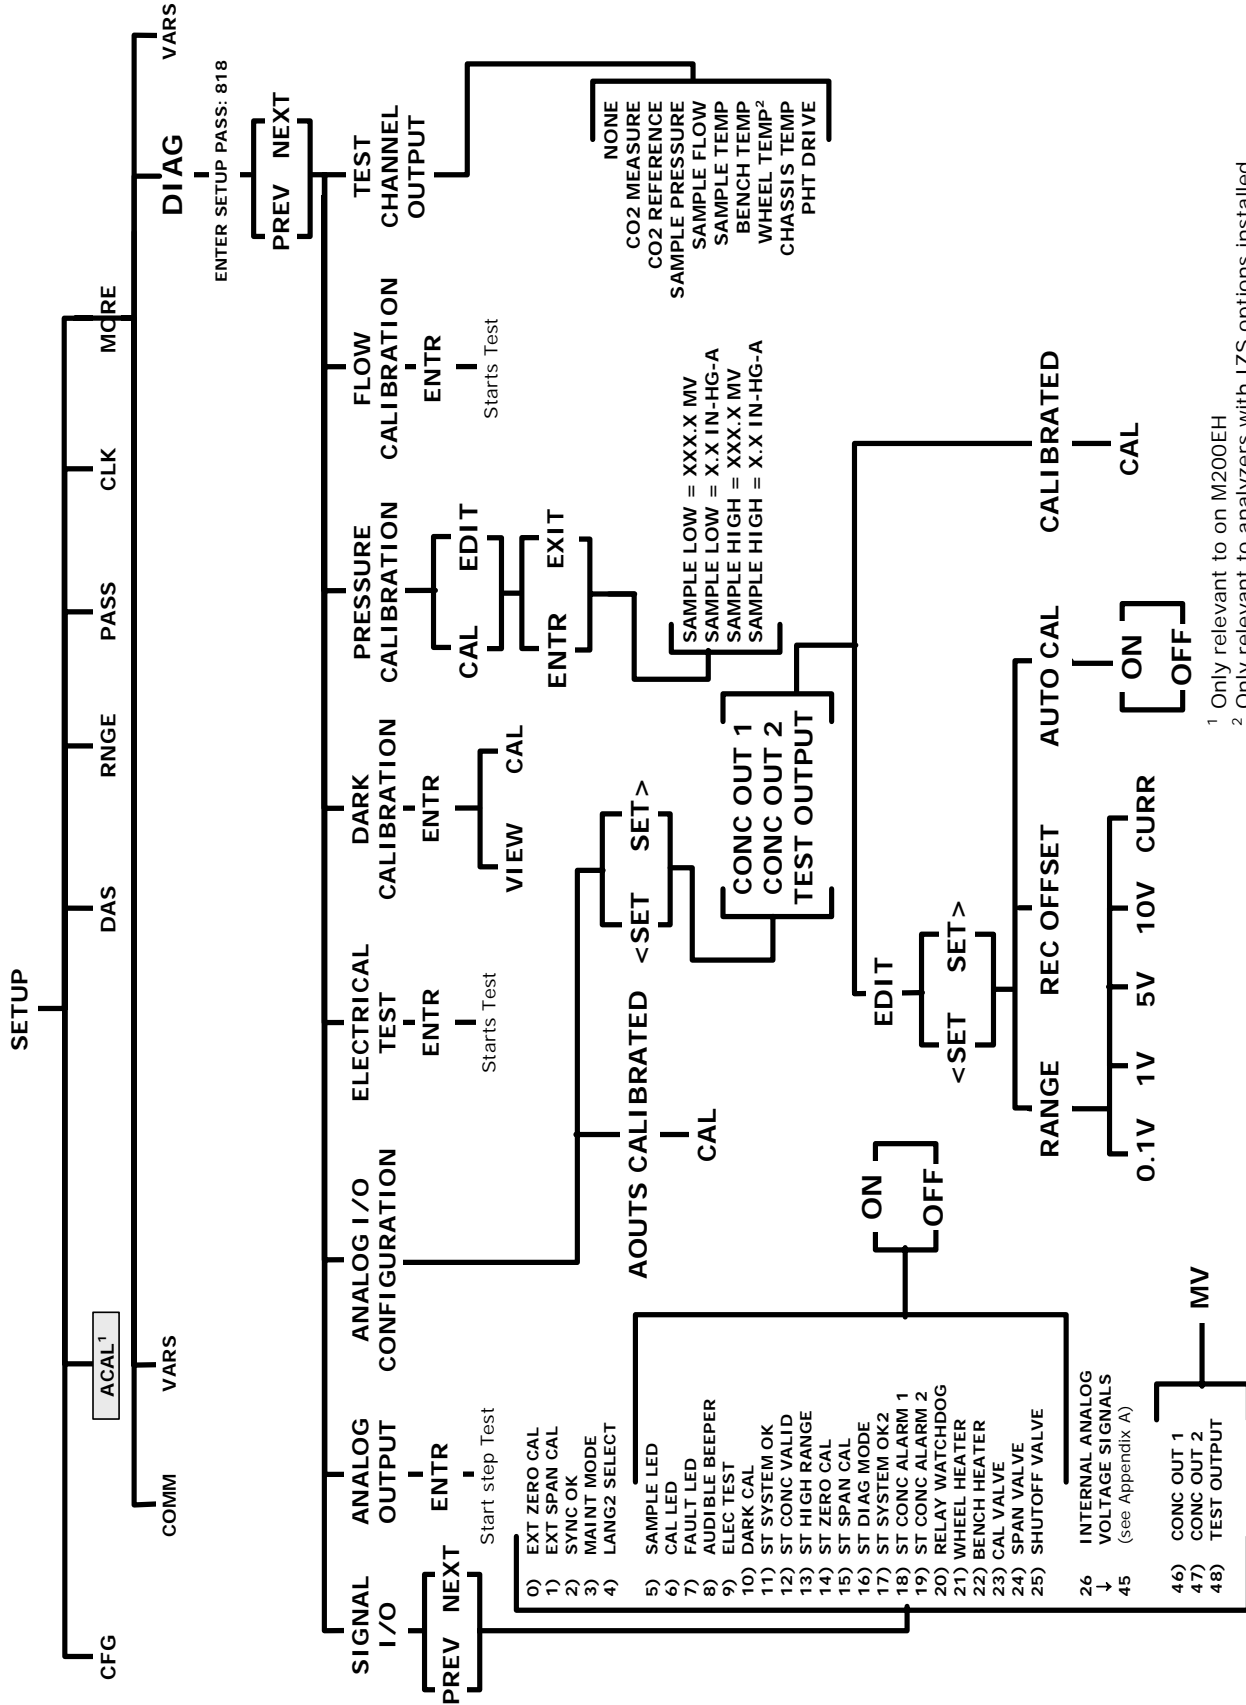 SETUP
CFG
ACAL¹
DAS
RNGE
PASS
CLK
MORE
COMM
VARS
DIAG
VARS
ENTER SETUP PASS: 818
PREV NEXT
SIGNAL
I/O
ANALOG
OUTPUT
ANALOG I/O
CONFIGURATION
ELECTRICAL
TEST
DARK
CALIBRATION
PRESSURE
CALIBRATION
FLOW
CALIBRATION
TEST
CHANNEL
OUTPUT
PREV NEXT
ENTR
Start step Test
ENTR
Starts Test
ENTR
VIEW CAL
CAL EDIT
ENTR EXIT
ENTR
Starts Test
NONE
CO2 MEASURE
CO2 REFERENCE
SAMPLE PRESSURE
SAMPLE FLOW
SAMPLE TEMP
BENCH TEMP
WHEEL TEMP²
CHASSIS TEMP
PHT DRIVE
SAMPLE LOW = XXX.X MV
SAMPLE LOW = X.X IN-HG-A
SAMPLE HIGH = XXX.X MV
SAMPLE HIGH = X.X IN-HG-A
0) EXT ZERO CAL
1) EXT SPAN CAL
2) SYNC OK
3) MAINT MODE
4) LANG2 SELECT
5) SAMPLE LED
6) CAL LED
7) FAULT LED
8) AUDIBLE BEEPER
9) ELEC TEST
10) DARK CAL
11) ST SYSTEM OK
12) ST CONC VALID
13) ST HIGH RANGE
14) ST ZERO CAL
15) ST SPAN CAL
16) ST DIAG MODE
17) ST SYSTEM OK2
18) ST CONC ALARM 1
19) ST CONC ALARM 2
20) RELAY WATCHDOG
21) WHEEL HEATER
22) BENCH HEATER
23) CAL VALVE
24) SPAN VALVE
25) SHUTOFF VALVE
26 INTERNAL ANALOG
↓ VOLTAGE SIGNALS
45 (see Appendix A)
46) CONC OUT 1
47) CONC OUT 2
48) TEST OUTPUT
ON
OFF
MV
AOUTS CALIBRATED
CAL
<SET SET>
CONC OUT 1
CONC OUT 2
TEST OUTPUT
EDIT
<SET SET>
CALIBRATED
CAL
RANGE
REC OFFSET
AUTO CAL
0.1V 1V 5V 10V CURR
ON
OFF
¹ Only relevant to on M200EH
² Only relevant to analyzers with IZS options installed